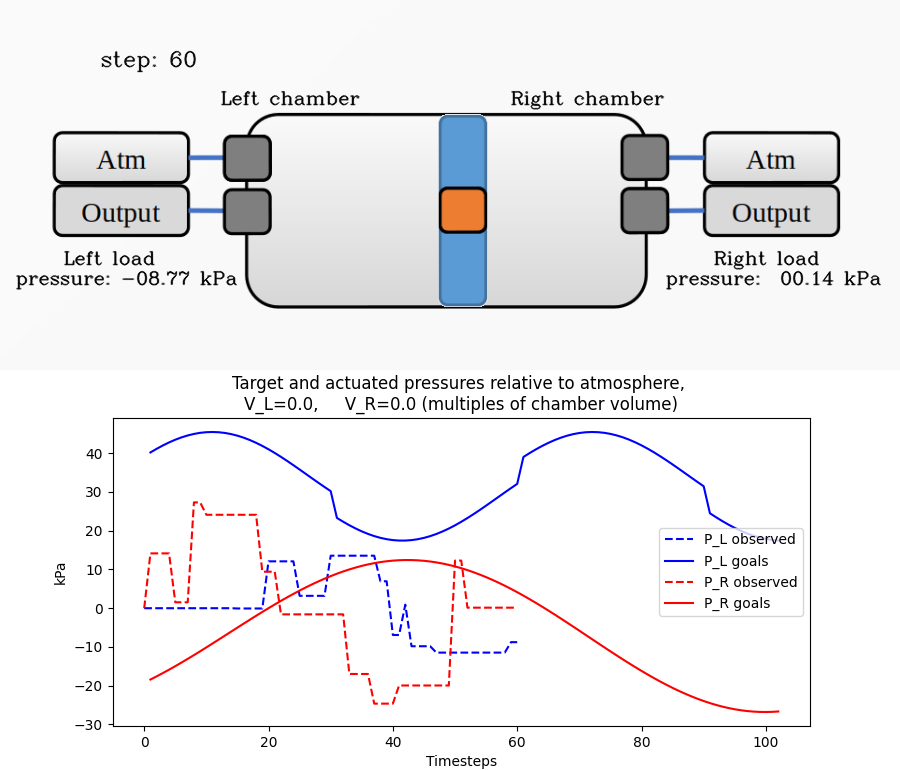 step: 60
Left chamber
Right chamber
Atm
Atm
Output
Output
Left load
pressure: -08.77 kPa
Right load
pressure: 00.14 kPa
Target and actuated pressures relative to atmosphere,
V_L=0.0, V_R=0.0 (multiples of chamber volume)
kPa
40
30
20
10
0
−10
−20
−30
P_L observed
P_L goals
P_R observed
P_R goals
0 20 40 60 80 100
Timesteps